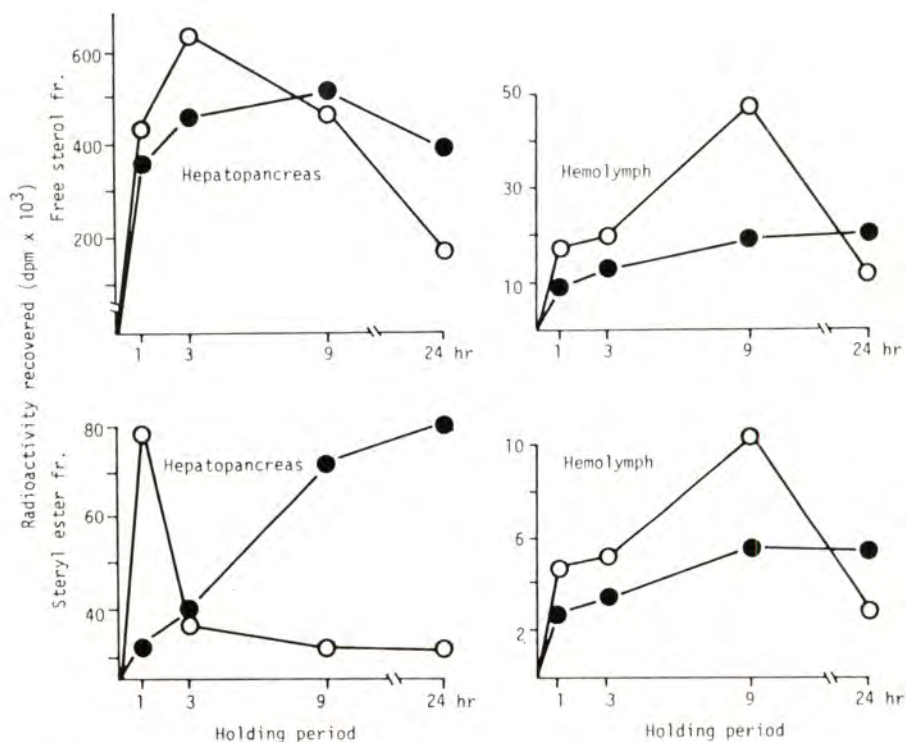 Radioactivity recovered (dpm x 10³)
Free sterol fr.
600
400
200
Hepatopancreas
1 3 9 24 hr
50
30
10
Hemolymph
1 3 9 24 hr
Steryl ester fr.
80
60
40
Hepatopancreas
1 3 9 24 hr
Holding period
10
6
2
Hemolymph
1 3 9 24 hr
Holding period